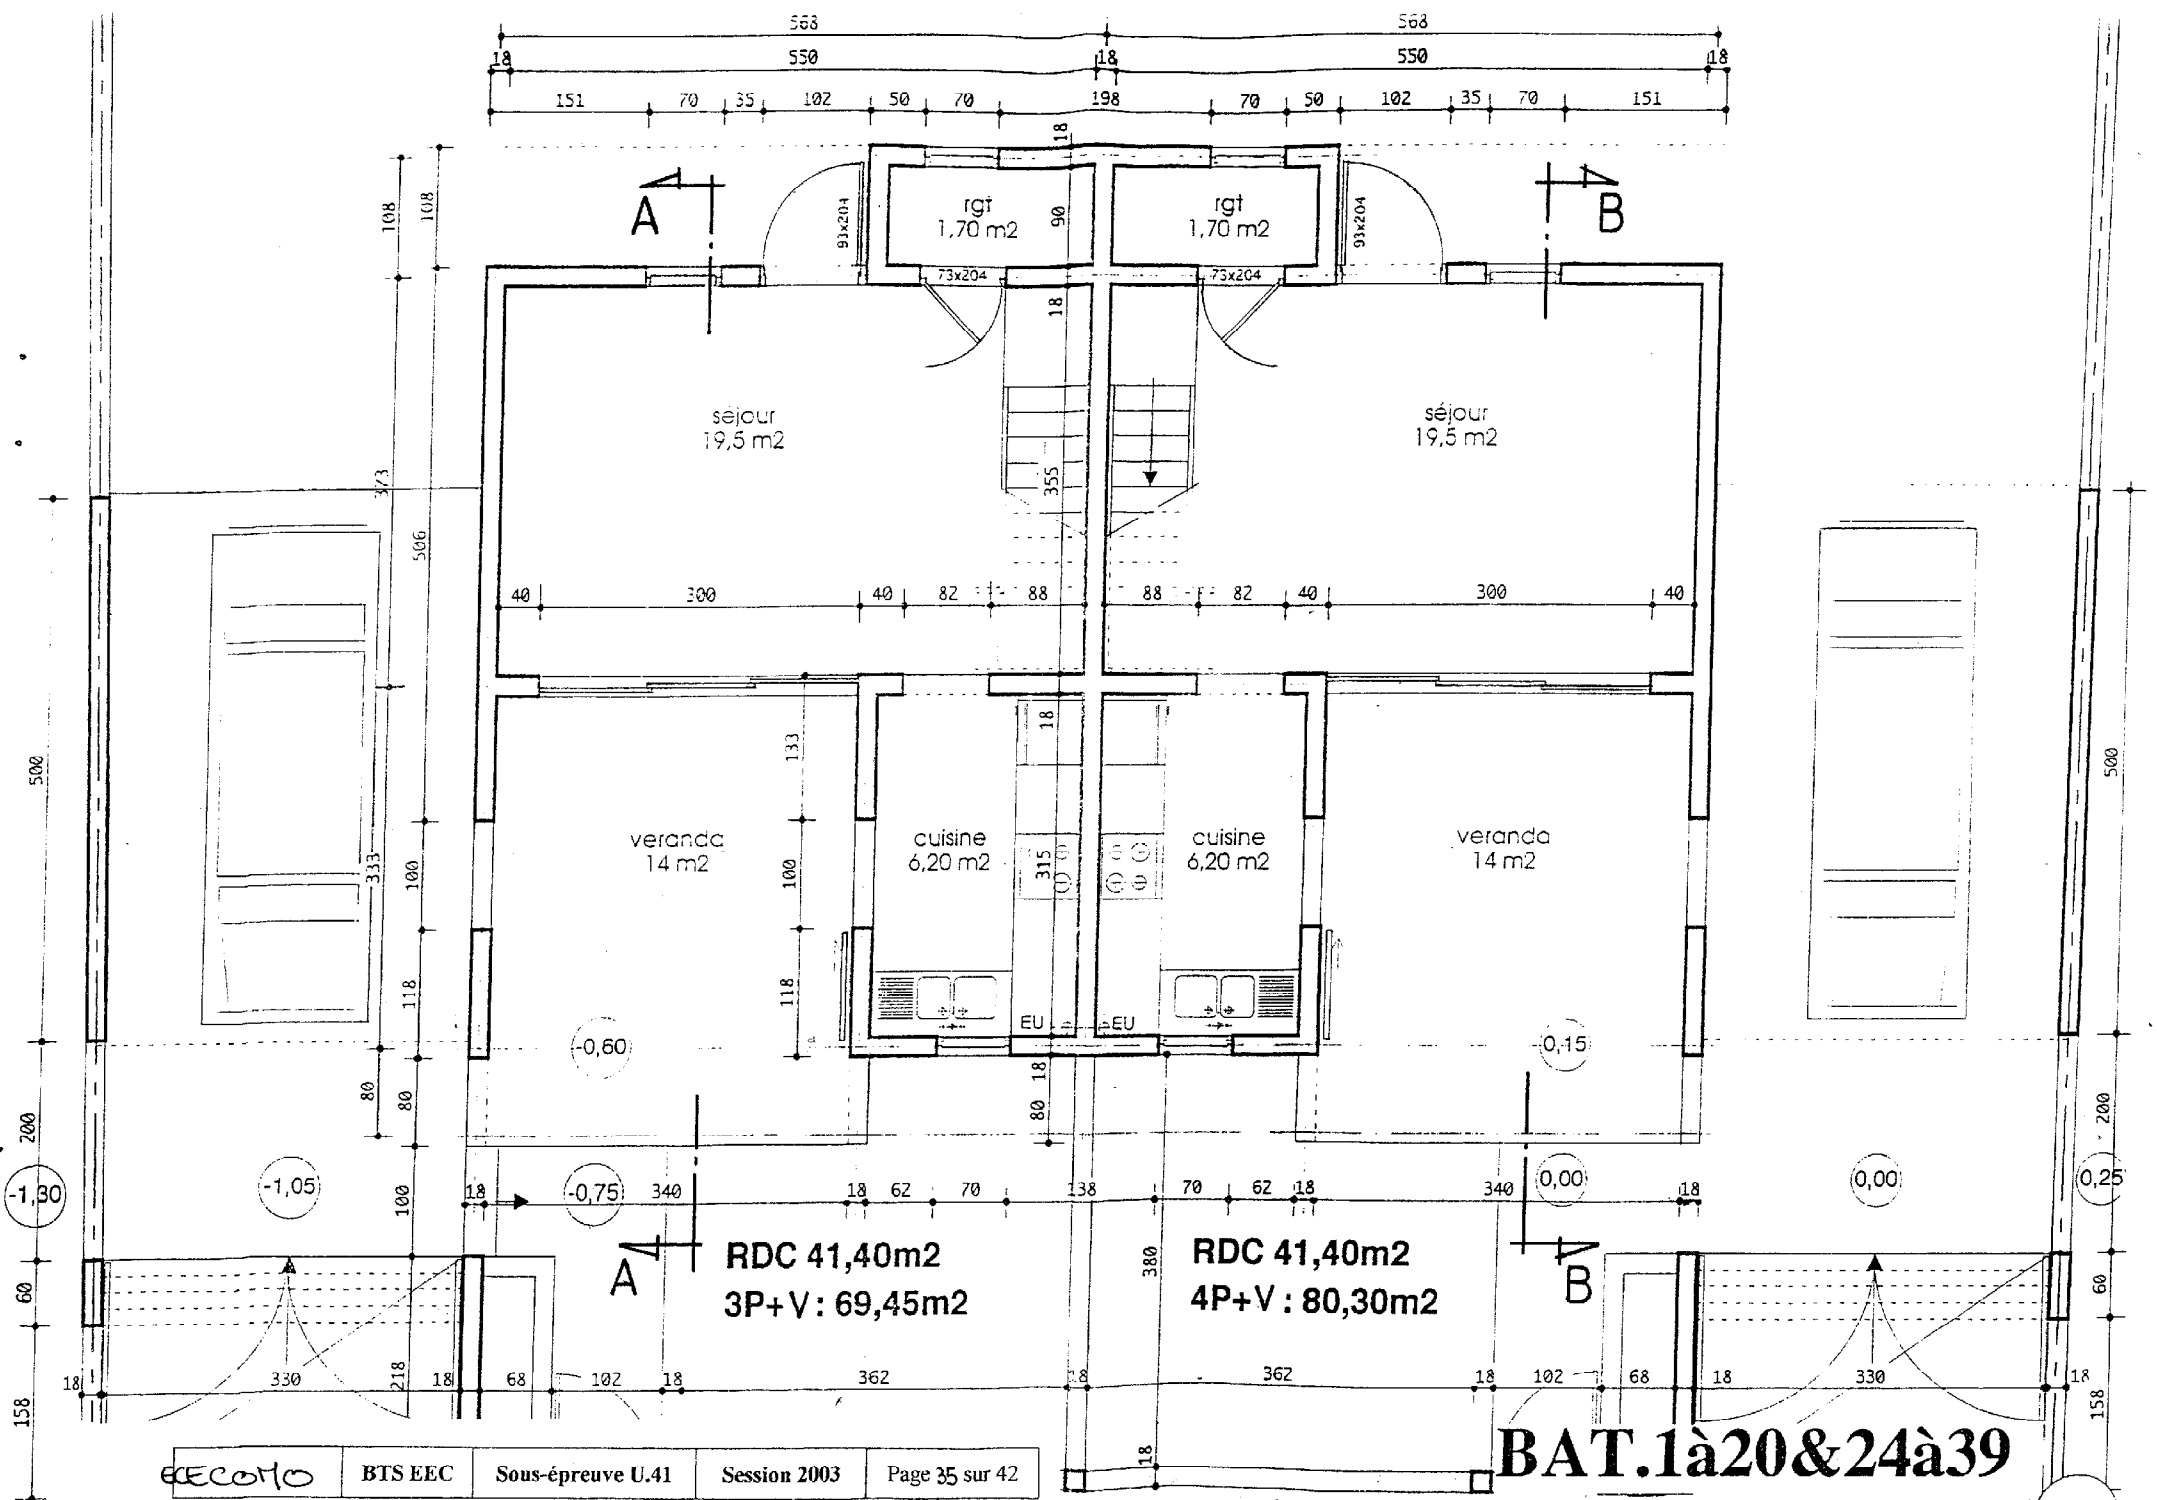 568 568
18 550 18 550 18
151 70 35 102 50 70 198 70 50 102 35 70 151
18
108 108 A 93x204 rgt 90 rgt 93x204 B
1,70 m2 1,70 m2
73x204 73x204
18
séjour séjour
19,5 m2 19,5 m2
373 355
506
40 300 40 82 88 88 82 40 300 40
18
133
500 500
veranda cuisine cuisine veranda
14 m2 6,20 m2 6,20 m2 14 m2
333 100 100 315
118 118
EU EU
-0,60 -0,15
18
80 80 80
200 200
-1,30 -1,05 -0,75 0,00 0,00 0,25
100 18 340 18 62 70 138 70 62 18 340 18
A RDC 41,40m2 RDC 41,40m2 B
3P+V : 69,45m2 380 4P+V : 80,30m2
60 60
18 330 218 18 68 102 18 362 18 362 18 102 68 18 330 18
158 158
18
BAT.1à20&24à39
ECECOMO BTS EEC Sous-épreuve U.41 Session 2003 Page 35 sur 42